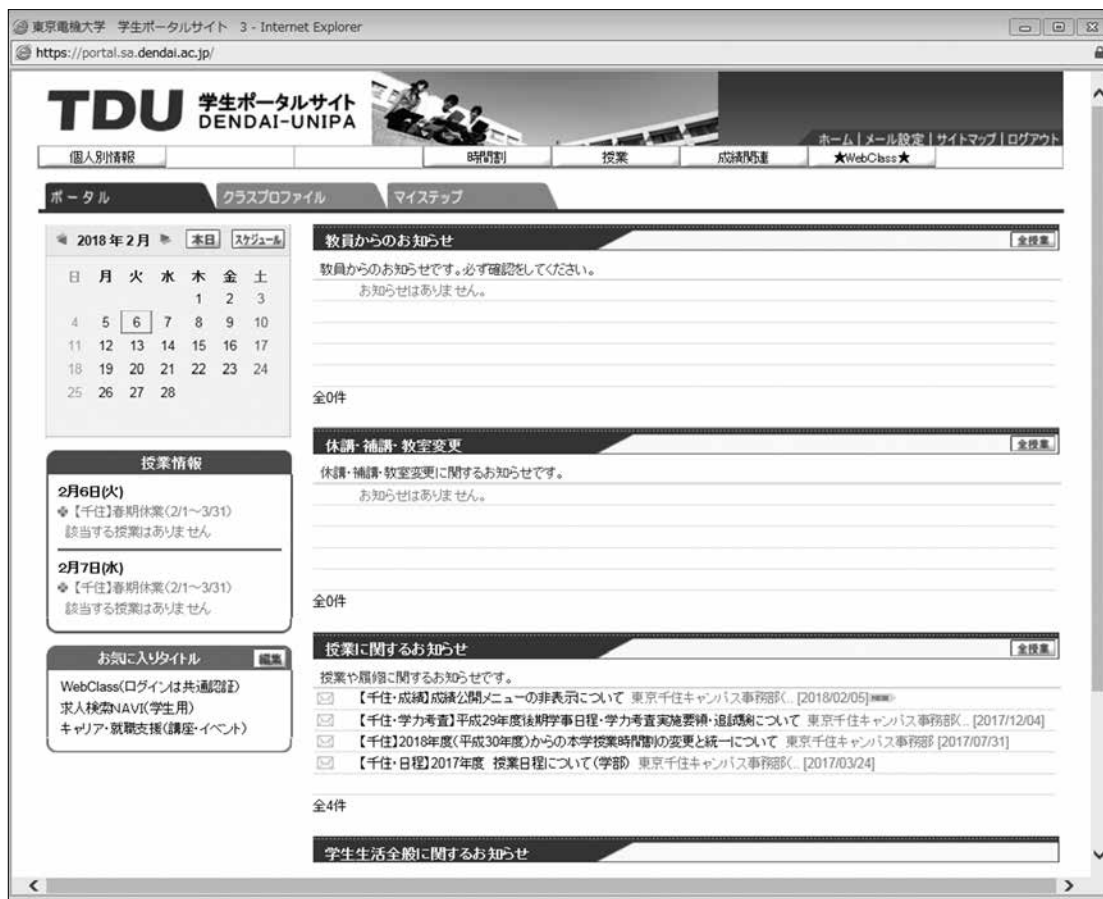 東京電機大学 学生ポータルサイト 3 - Internet Explorer
https://portal.sa.dendai.ac.jp/
TDU 学生ポータルサイト
DENDAI-UNIPA
ホーム | メール設定 | サイトマップ | ログアウト
個人別情報 時間割 授業 成績関連 ★WebClass★
ポータル クラスプロファイル マイステップ
2018年2月 本日 スケジュール
日 月 火 水 木 金 土
1 2 3
4 5 6 7 8 9 10
11 12 13 14 15 16 17
18 19 20 21 22 23 24
25 26 27 28
授業情報
2月6日(火)
【千住】春期休業(2/1～3/31)
該当する授業はありません
2月7日(水)
【千住】春期休業(2/1～3/31)
該当する授業はありません
お気に入りタイトル 編集
WebClass(ログインは共通認証)
求人検索NAVI(学生用)
キャリア・就職支援(講座・イベント)
教員からのお知らせ 全授業
教員からのお知らせです。必ず確認をしてください。
お知らせはありません。
全0件
休講・補講・教室変更 全授業
休講・補講・教室変更に関するお知らせです。
お知らせはありません。
全0件
授業に関するお知らせ 全授業
授業や履修に関するお知らせです。
【千住・成績】成績公開メニューの非表示について 東京千住キャンパス事務部(... [2018/02/05] NEW
【千住・学力考査】平成29年度後期学事日程・学力考査実施要領・追試験について 東京千住キャンパス事務部(... [2017/12/04]
【千住】2018年度(平成30年度)からの本学授業時間割の変更と統一について 東京千住キャンパス事務部 [2017/07/31]
【千住・日程】2017年度 授業日程について(学部) 東京千住キャンパス事務部(... [2017/03/24]
全4件
学生生活全般に関するお知らせ